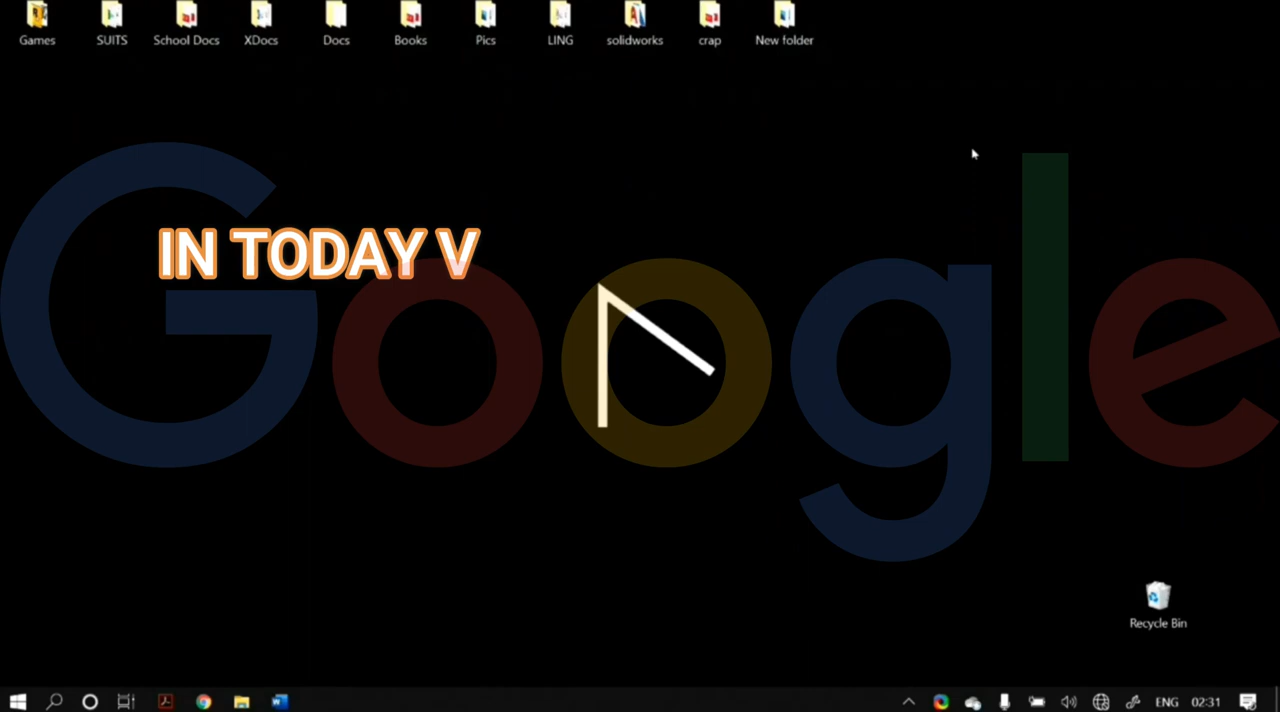 Games SUITS School Docs XDocs Docs Books Pics LING solidworks crap New folder
Google
IN TODAY V
Recycle Bin
ENG 02:31